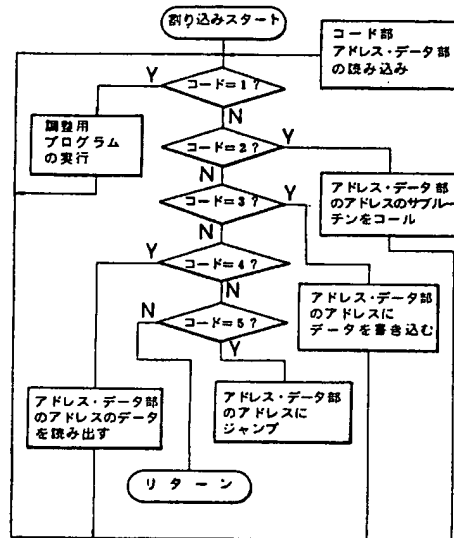 割り込みスタート
コード部
アドレス・データ部
の読み込み
Y
コード=1?
N
調整用
プログラム
の実行
コード=2?
Y
N
アドレス・データ部
のアドレスのサブルー
チンをコール
コード=3?
Y
N
Y
コード=4?
N
アドレス・データ部
のアドレスに
データを書き込む
N
コード=5?
Y
アドレス・データ部
のアドレスのデータ
を読み出す
アドレス・データ部
のアドレスに
ジャンプ
リターン